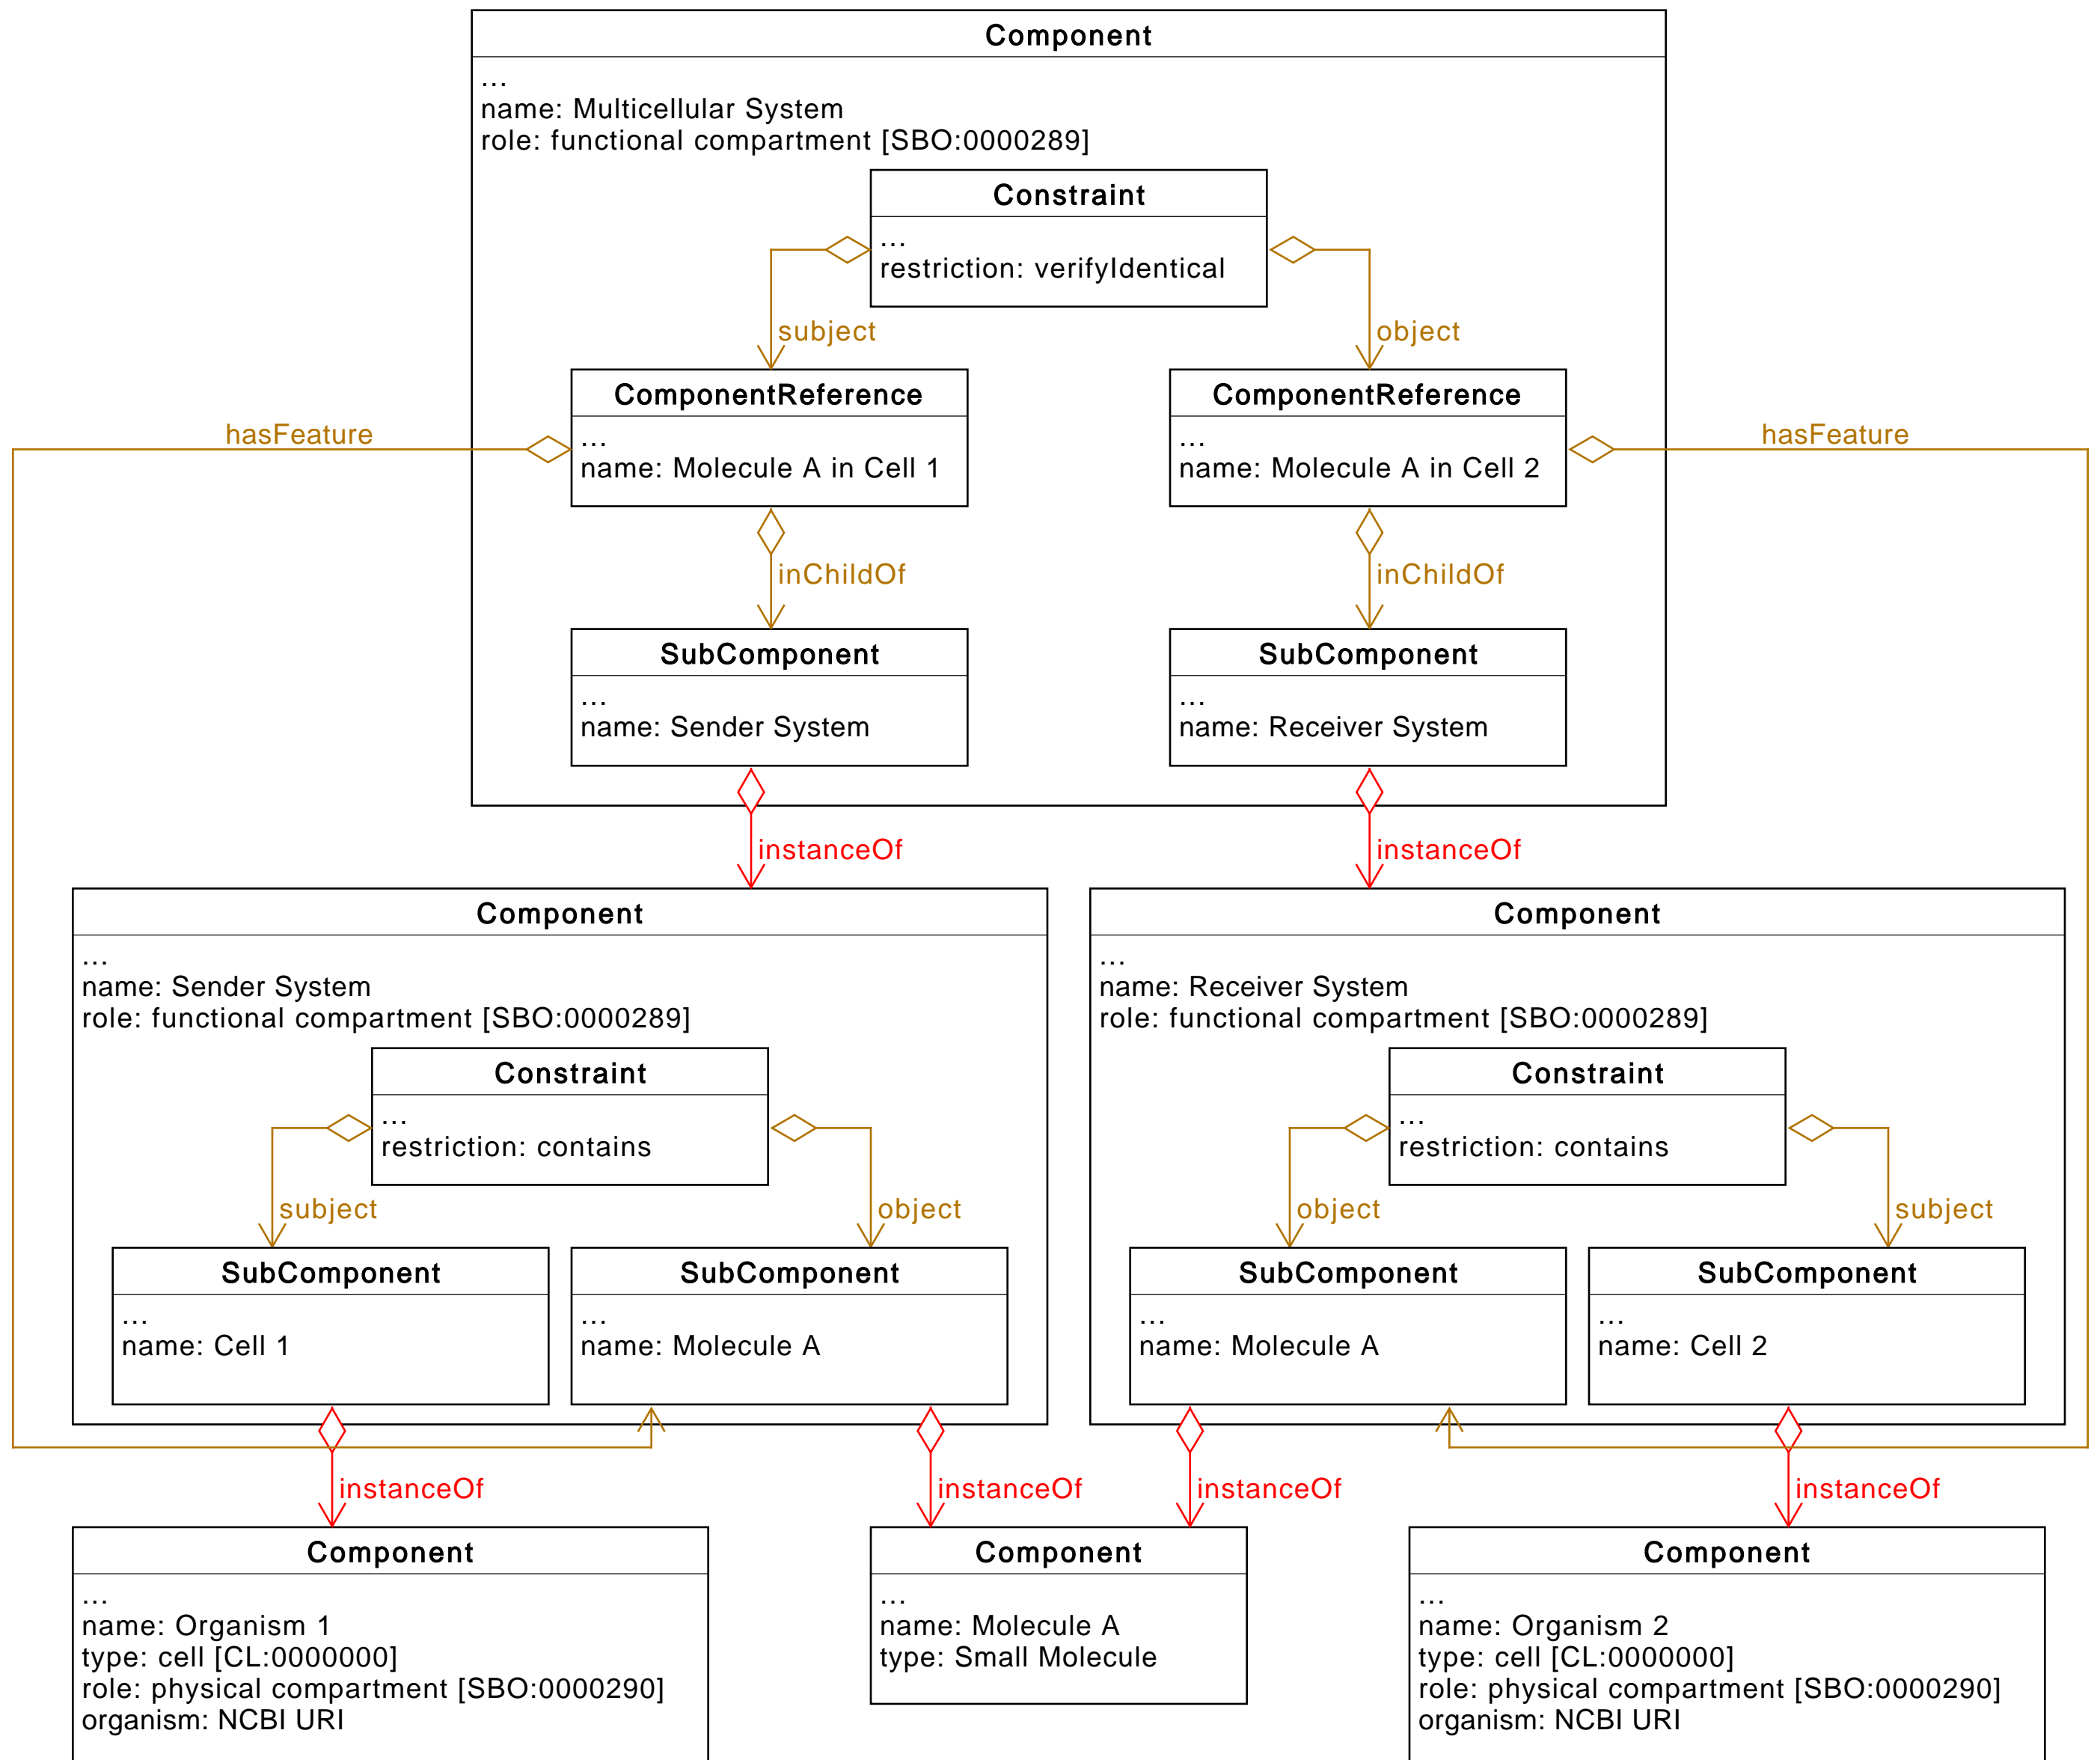 Component
...
name: Multicellular System
role: functional compartment [SBO:0000289]
Constraint
...
restriction: verifyIdentical
subject
object
ComponentReference
...
name: Molecule A in Cell 1
ComponentReference
...
name: Molecule A in Cell 2
hasFeature
hasFeature
inChildOf
inChildOf
SubComponent
...
name: Sender System
SubComponent
...
name: Receiver System
instanceOf
instanceOf
Component
...
name: Sender System
role: functional compartment [SBO:0000289]
Constraint
...
restriction: contains
subject
object
SubComponent
...
name: Cell 1
SubComponent
...
name: Molecule A
Component
...
name: Receiver System
role: functional compartment [SBO:0000289]
Constraint
...
restriction: contains
object
subject
SubComponent
...
name: Molecule A
SubComponent
...
name: Cell 2
instanceOf
instanceOf
instanceOf
instanceOf
Component
...
name: Organism 1
type: cell [CL:0000000]
role: physical compartment [SBO:0000290]
organism: NCBI URI
Component
...
name: Molecule A
type: Small Molecule
Component
...
name: Organism 2
type: cell [CL:0000000]
role: physical compartment [SBO:0000290]
organism: NCBI URI